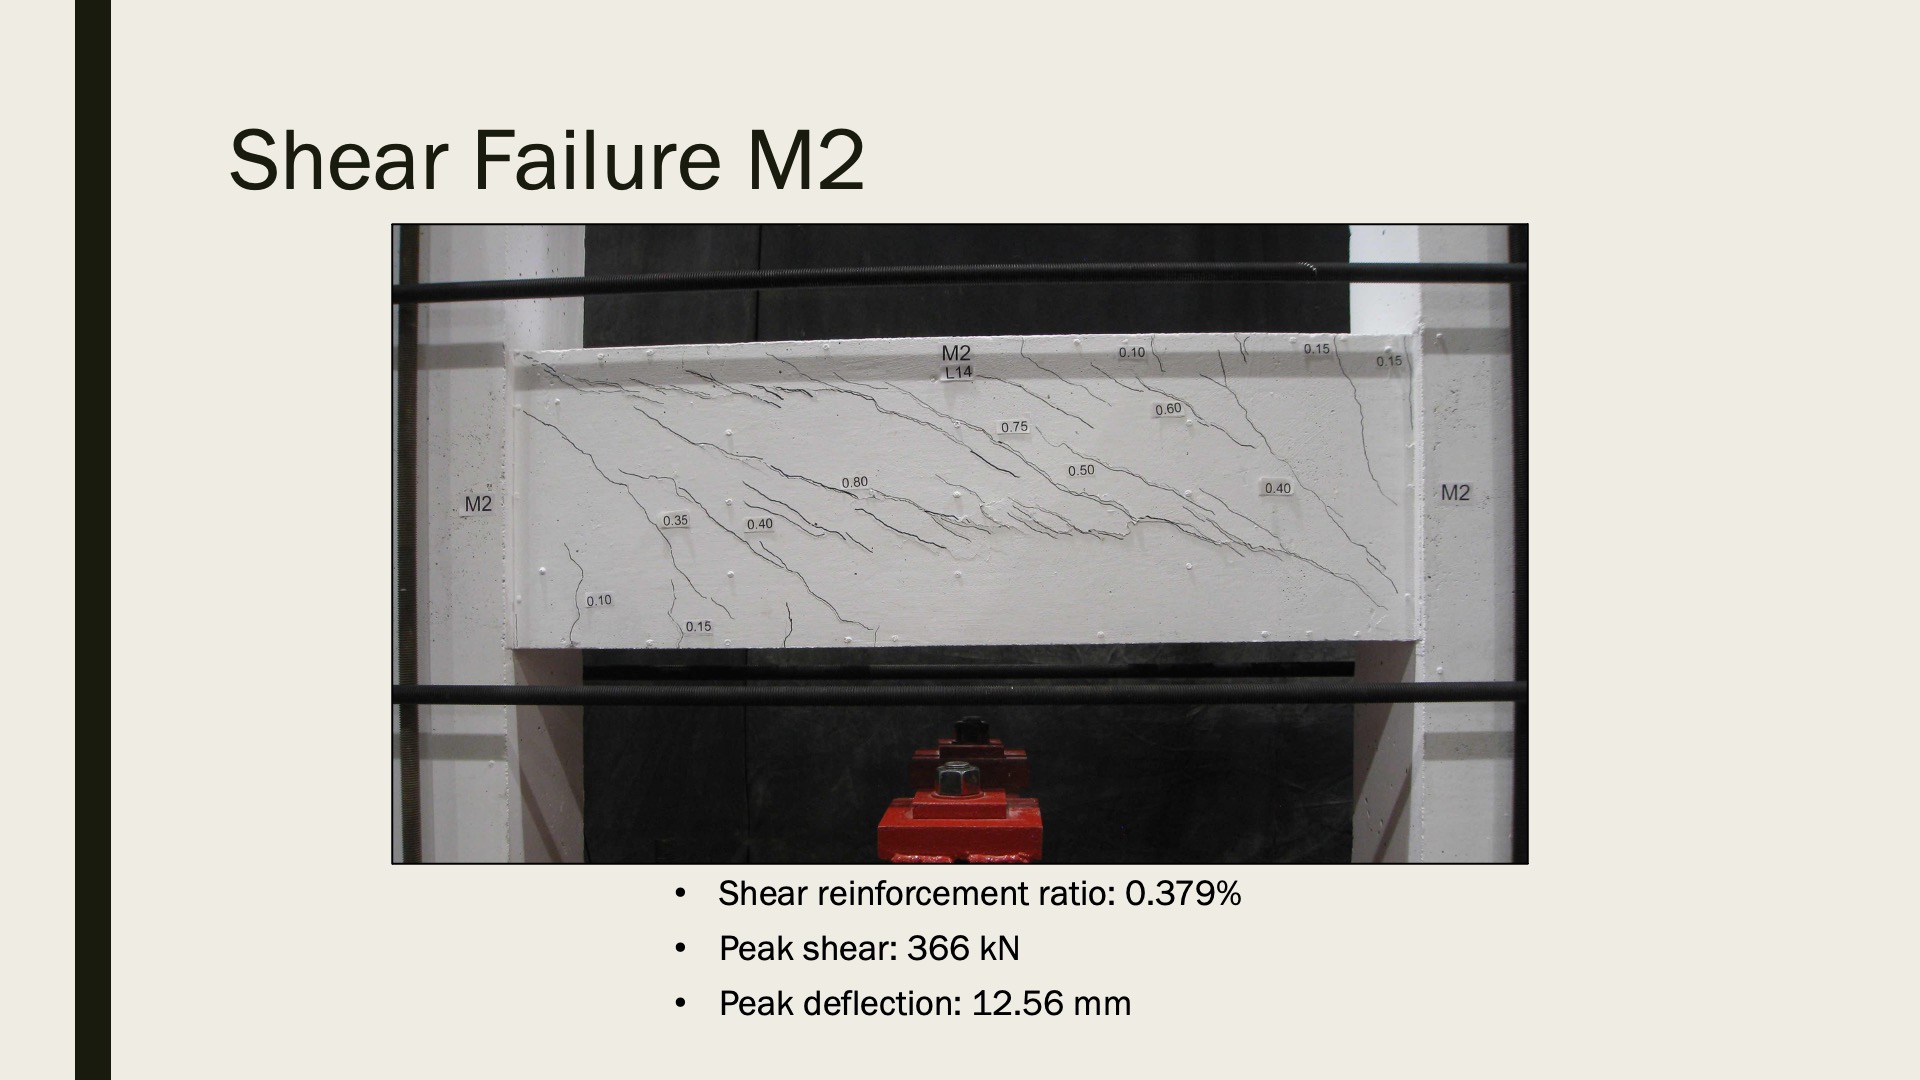 Shear Failure M2
M2
L14
0.10
0.15
0.15
0.60
0.75
0.50
0.80
0.40
M2
M2
0.35
0.40
0.10
0.15
• Shear reinforcement ratio: 0.379%
• Peak shear: 366 kN
• Peak deflection: 12.56 mm